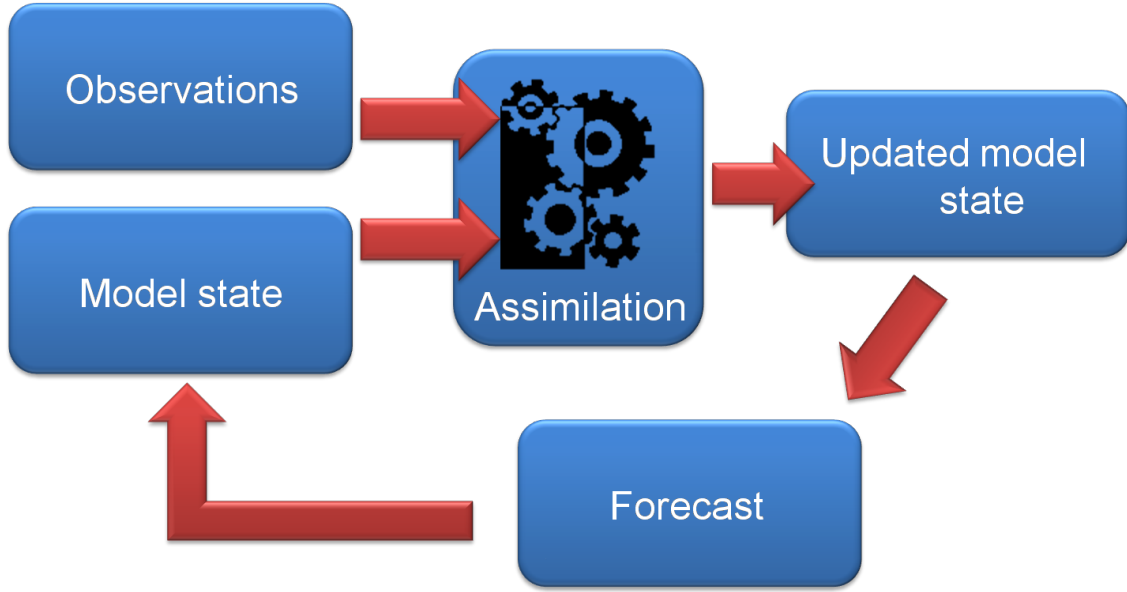 Observations
Model state
Assimilation
Updated model
state
Forecast